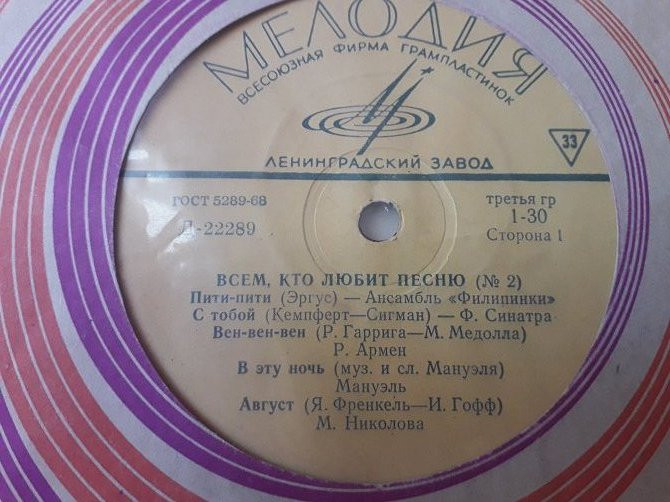 МЕЛОДИЯ
ВСЕСОЮЗНАЯ ФИРМА ГРАМПЛАСТИНОК
ЛЕНИНГРАДСКИЙ ЗАВОД
33
ГОСТ 5289-68
Д-22289
третья гр
1-30
Сторона 1
ВСЕМ, КТО ЛЮБИТ ПЕСНЮ (№ 2)
Пити-пити (Эргус) — Ансамбль «Филипинки»
С тобой (Кемпферт—Сигман) — Ф. Синатра
Вен-вен-вен (Р. Гаррига—М. Медолла)
Р. Армен
В эту ночь (муз. и сл. Мануэля)
Мануэль
Август (Я. Френкель—И. Гофф)
М. Николова